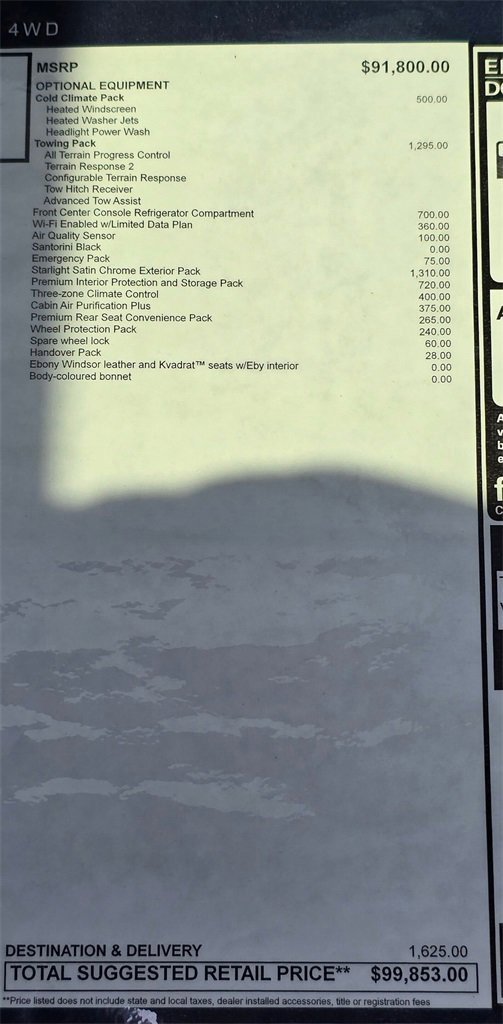 4WD
MSRP $91,800.00
OPTIONAL EQUIPMENT
Cold Climate Pack 500.00
Heated Windscreen
Heated Washer Jets
Headlight Power Wash
Towing Pack 1,295.00
All Terrain Progress Control
Terrain Response 2
Configurable Terrain Response
Tow Hitch Receiver
Advanced Tow Assist
Front Center Console Refrigerator Compartment 700.00
Wi-Fi Enabled w/Limited Data Plan 360.00
Air Quality Sensor 100.00
Santorini Black 0.00
Emergency Pack 75.00
Starlight Satin Chrome Exterior Pack 1,310.00
Premium Interior Protection and Storage Pack 720.00
Three-zone Climate Control 400.00
Cabin Air Purification Plus 375.00
Premium Rear Seat Convenience Pack 265.00
Wheel Protection Pack 240.00
Spare wheel lock 60.00
Handover Pack 28.00
Ebony Windsor leather and Kvadrat™ seats w/Eby interior 0.00
Body-coloured bonnet 0.00
DESTINATION & DELIVERY 1,625.00
TOTAL SUGGESTED RETAIL PRICE** $99,853.00
**Price listed does not include state and local taxes, dealer installed accessories, title or registration fees